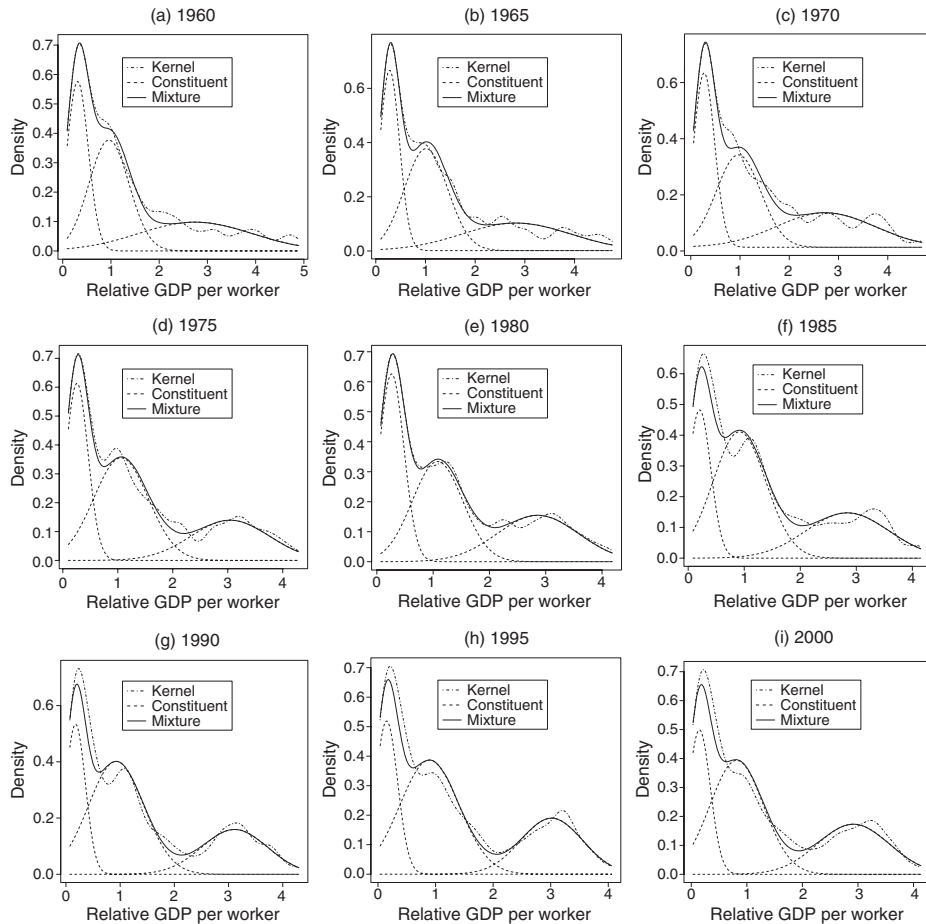 (a) 1960
0.7
0.6
0.5
0.4
0.3
0.2
0.1
0.0
Density
Kernel
Constituent
Mixture
0 1 2 3 4 5
Relative GDP per worker
(b) 1965
0.6
0.4
0.2
0.0
Density
Kernel
Constituent
Mixture
0 1 2 3 4
Relative GDP per worker
(c) 1970
0.6
0.4
0.2
0.0
Density
Kernel
Constituent
Mixture
0 1 2 3 4
Relative GDP per worker
(d) 1975
0.7
0.6
0.5
0.4
0.3
0.2
0.1
0.0
Density
Kernel
Constituent
Mixture
0 1 2 3 4
Relative GDP per worker
(e) 1980
0.7
0.6
0.5
0.4
0.3
0.2
0.1
0.0
Density
Kernel
Constituent
Mixture
0 1 2 3 4
Relative GDP per worker
(f) 1985
0.6
0.5
0.4
0.3
0.2
0.1
0.0
Density
Kernel
Constituent
Mixture
0 1 2 3 4
Relative GDP per worker
(g) 1990
0.6
0.4
0.2
0.0
Density
Kernel
Constituent
Mixture
0 1 2 3 4
Relative GDP per worker
(h) 1995
0.7
0.6
0.5
0.4
0.3
0.2
0.1
0.0
Density
Kernel
Constituent
Mixture
0 1 2 3 4
Relative GDP per worker
(i) 2000
0.7
0.6
0.5
0.4
0.3
0.2
0.1
0.0
Density
Kernel
Constituent
Mixture
0 1 2 3 4
Relative GDP per worker